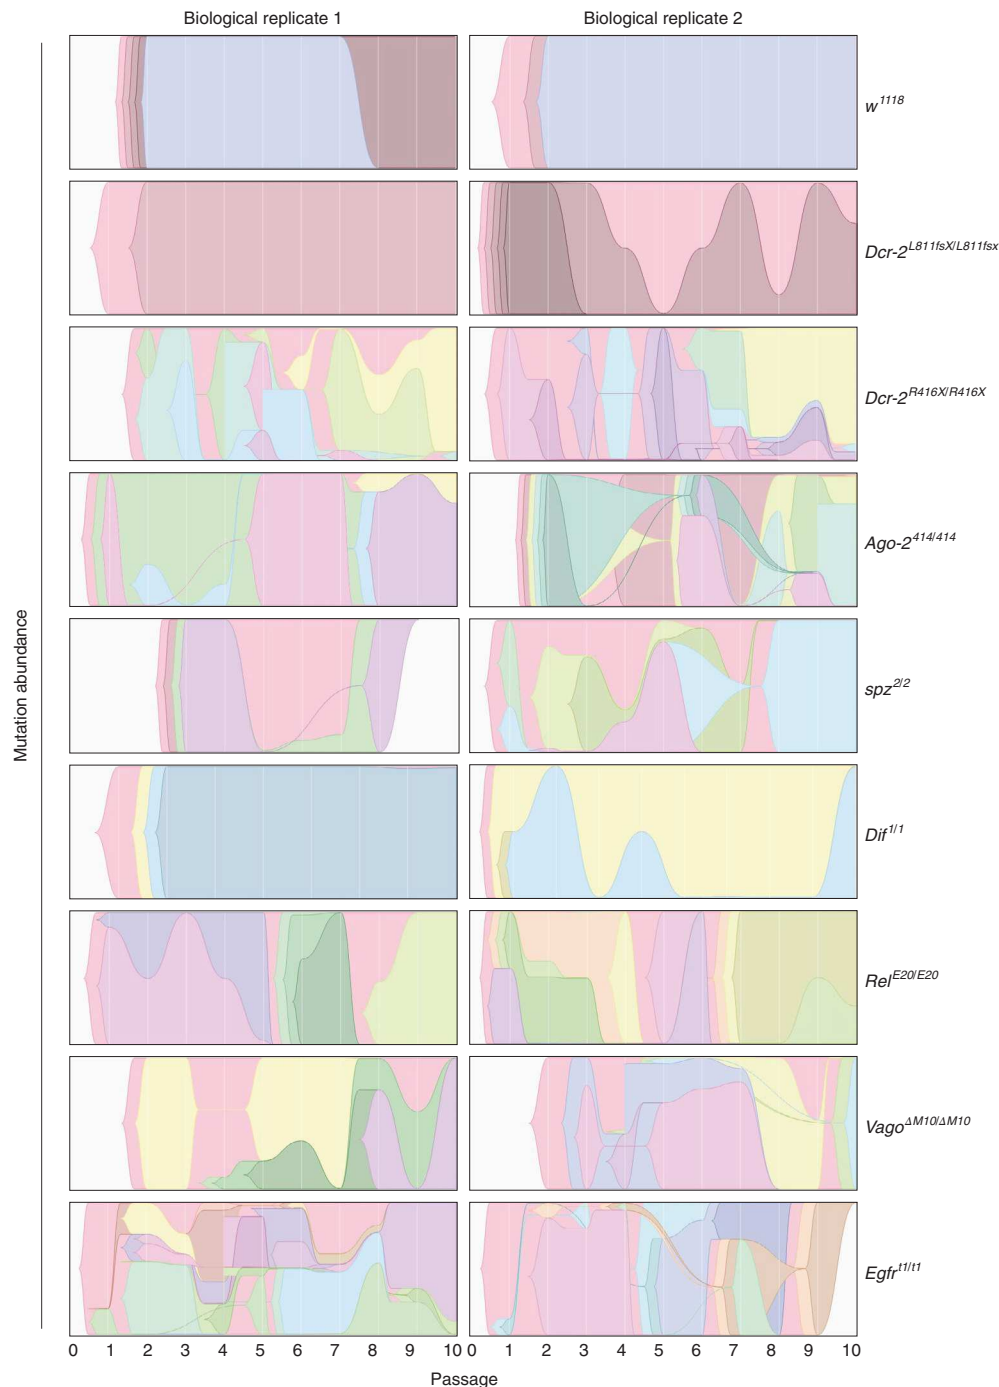 Biological replicate 1
Biological replicate 2
w1118
Dcr-2L811fsX/L811fsx
Dcr-2R416X/R416X
Ago-2414/414
spz2/2
Dif1/1
RelE20/E20
VagoΔM10/ΔM10
Egfrt1/t1
Mutation abundance
0 1 2 3 4 5 6 7 8 9 10
0 1 2 3 4 5 6 7 8 9 10
Passage